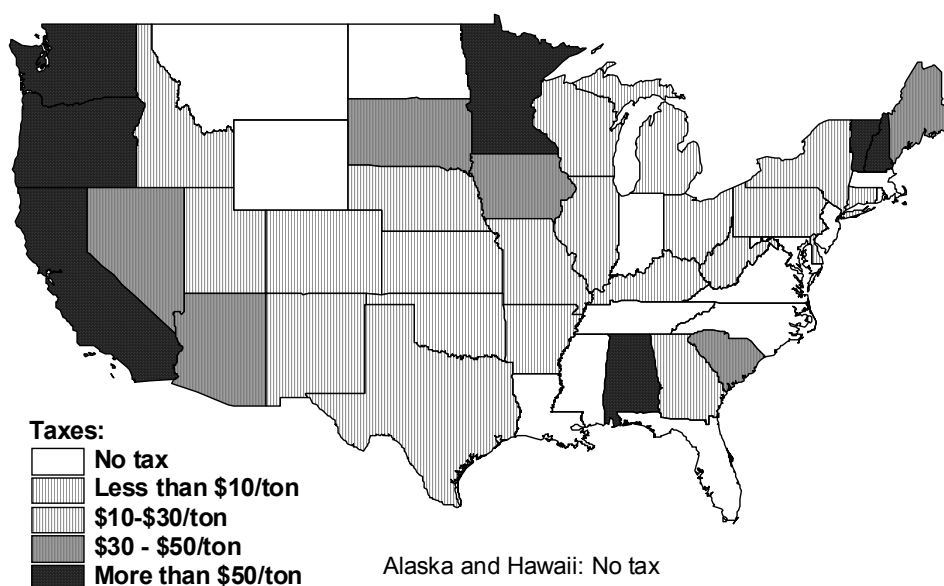 Taxes:
No tax
Less than $10/ton
$10-$30/ton
$30 - $50/ton
More than $50/ton
Alaska and Hawaii: No tax